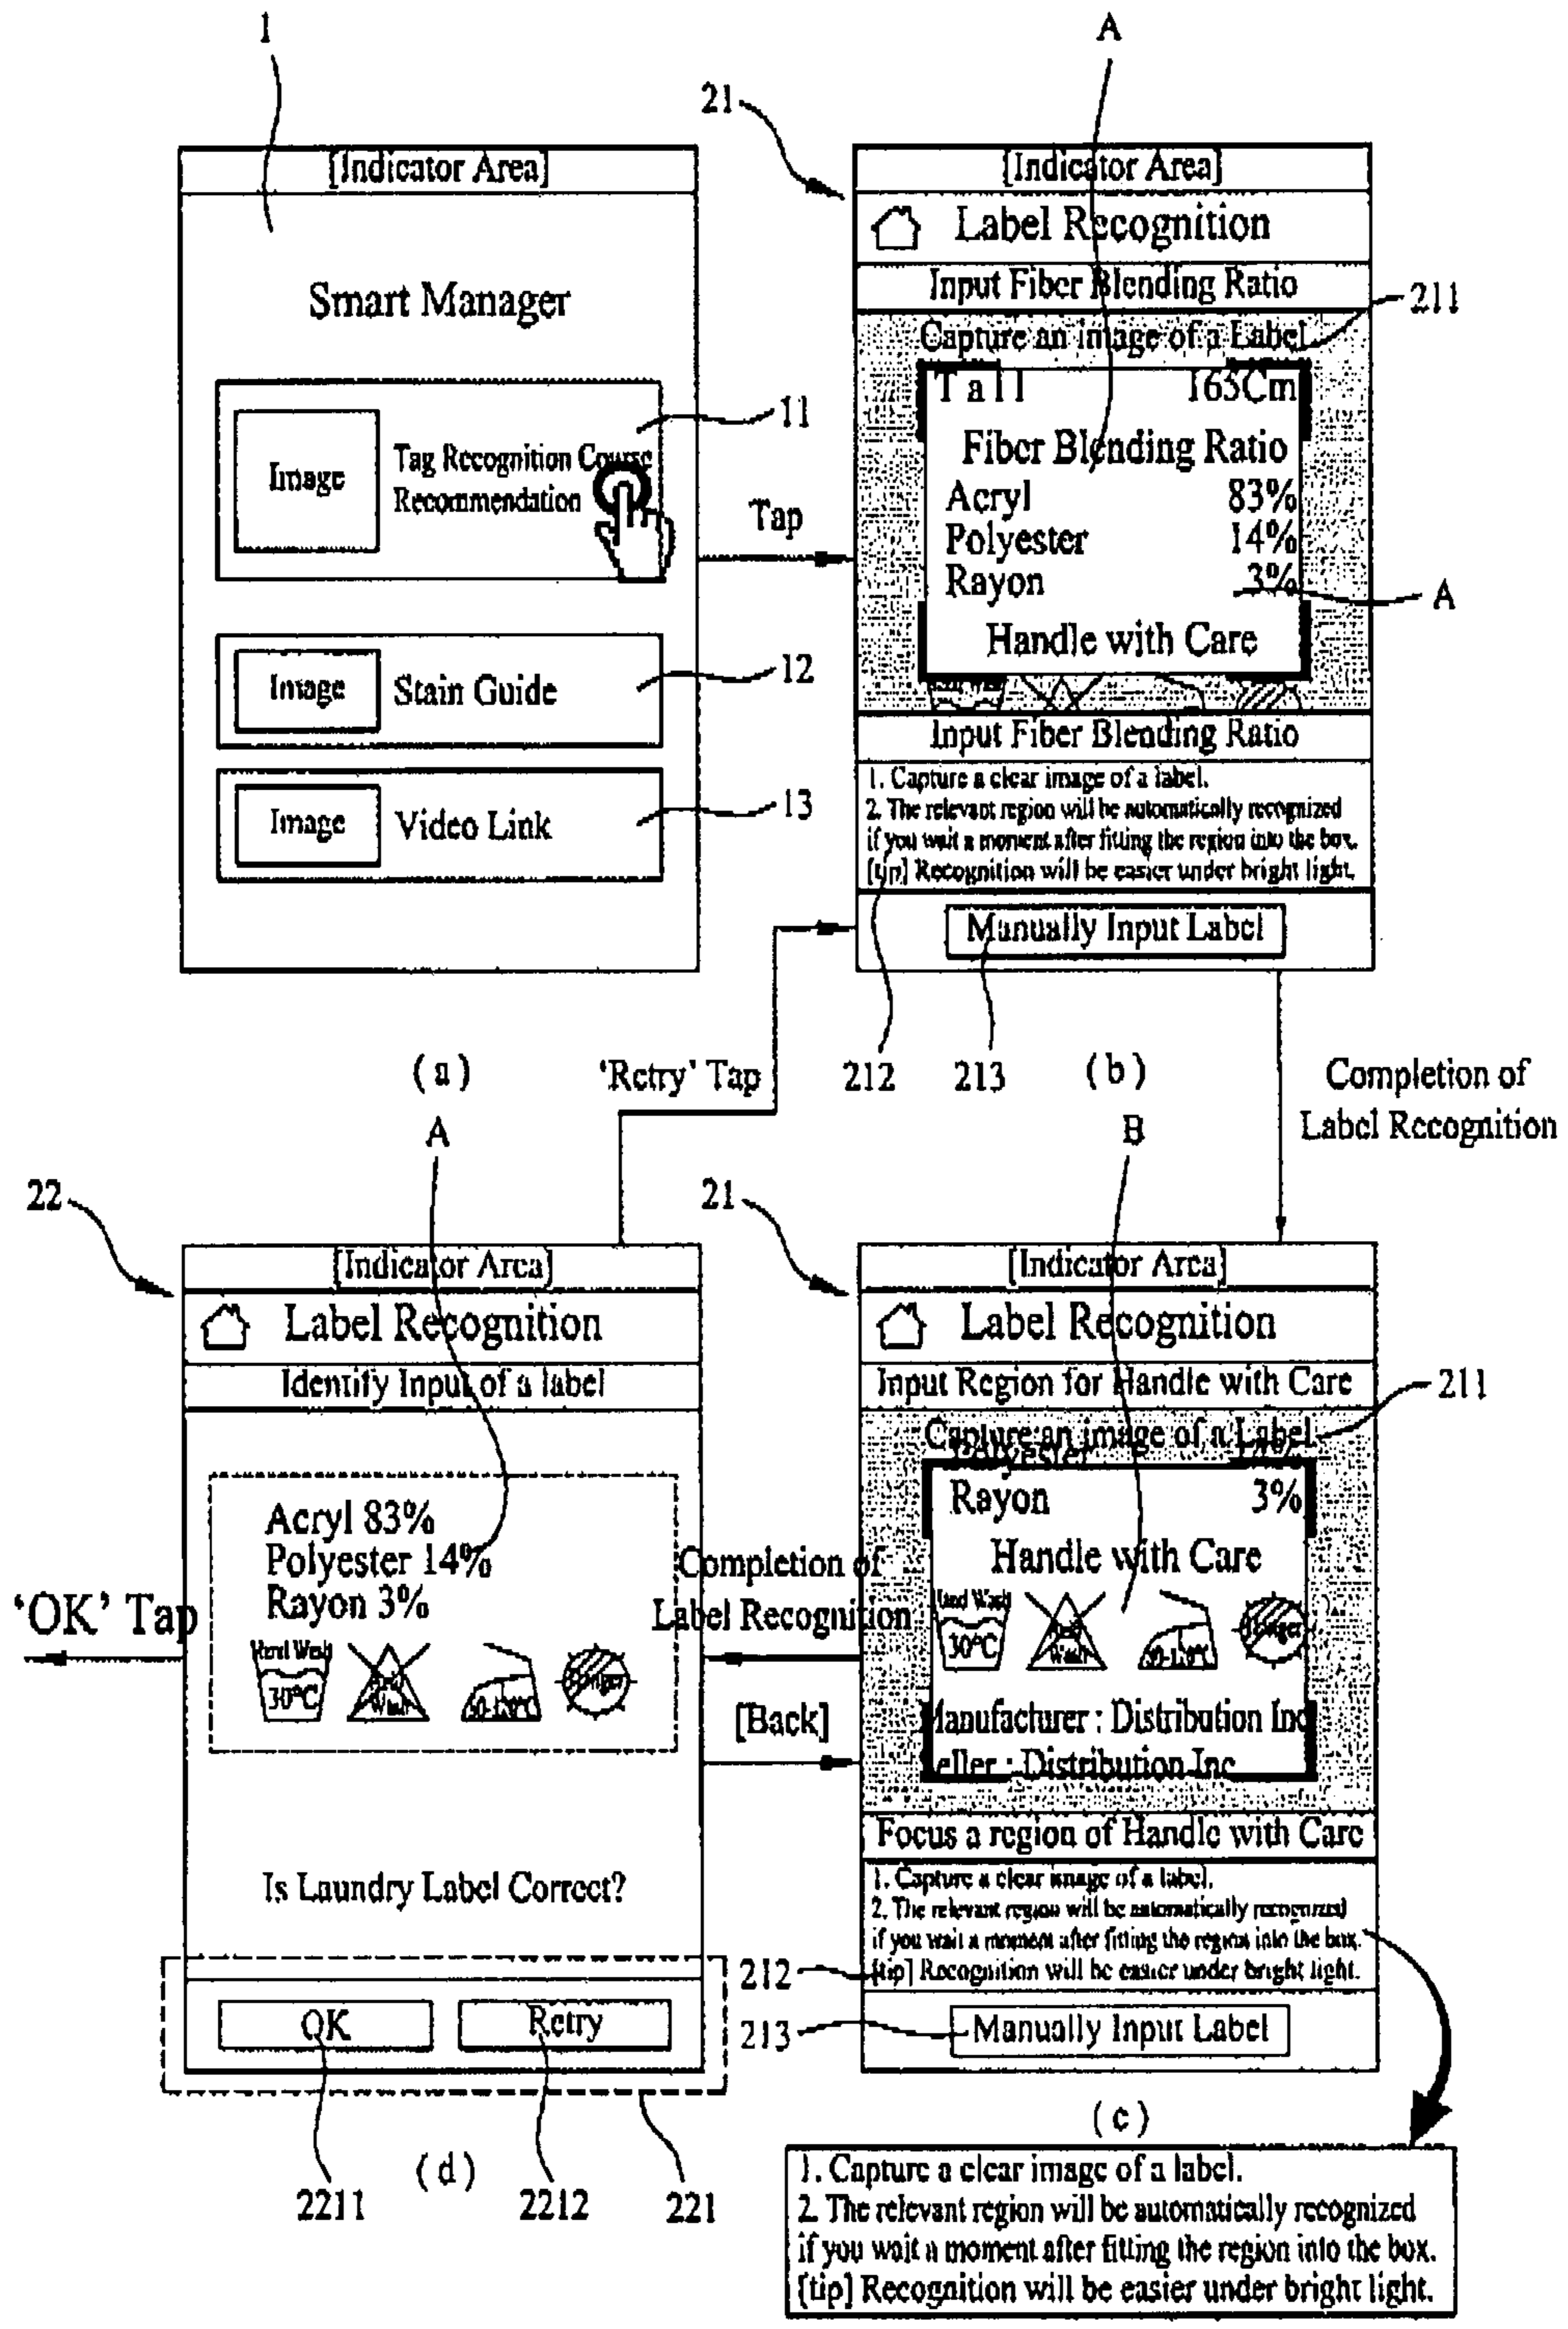 1
[Indicator Area]
Smart Manager
Image
Tag Recognition Course
Recommendation
11
Image
Stain Guide
12
Image
Video Link
13
(a)
Tap
A
21
[Indicator Area]
Label Recognition
Input Fiber Blending Ratio
211
Capture an image of a Label
Tall 165Cm
Fiber Blending Ratio
Acryl 83%
Polyester 14%
Rayon 3%
A
Handle with Care
Input Fiber Blending Ratio
1. Capture a clear image of a label.
2. The relevant region will be automatically recognized
if you wait a moment after fitting the region into the box.
[tip] Recognition will be easier under bright light.
Manually Input Label
212
213
(b)
'Retry' Tap
Completion of
Label Recognition
B
21
[Indicator Area]
Label Recognition
Input Region for Handle with Care
211
Capture an image of a Label
Polyester 14%
Rayon 3%
Handle with Care
Hand Wash
30°C
Manufacturer : Distribution Inc
eller : Distribution Inc
Focus a region of Handle with Care
1. Capture a clear image of a label.
2. The relevant region will be automatically recognized
if you wait a moment after fitting the region into the box.
[tip] Recognition will be easier under bright light.
212
Manually Input Label
213
(c)
1. Capture a clear image of a label.
2. The relevant region will be automatically recognized
if you wait a moment after fitting the region into the box.
[tip] Recognition will be easier under bright light.
Completion of
Label Recognition
[Back]
A
22
[Indicator Area]
Label Recognition
Identify Input of a label
Acryl 83%
Polyester 14%
Rayon 3%
Hand Wash
30°C
Is Laundry Label Correct?
OK
Retry
'OK' Tap
2211
2212
221
(d)